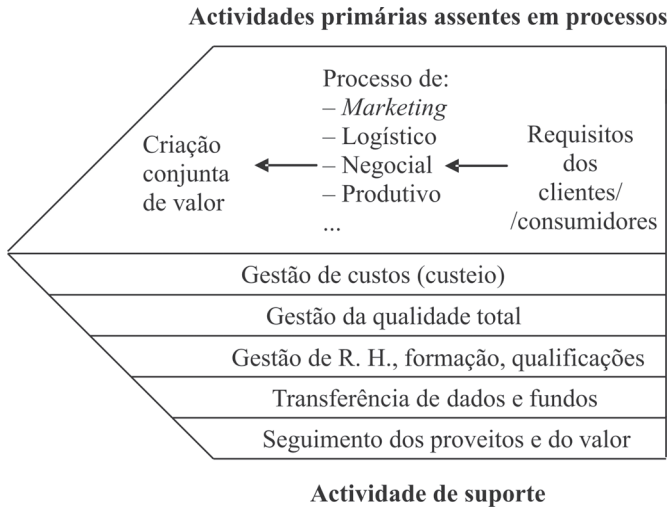 Actividades primárias assentes em processos
Processo de:
– Marketing
– Logístico
– Negocial
– Produtivo
...
Criação
conjunta
de valor
Requisitos
dos
clientes/
/consumidores
Gestão de custos (custeio)
Gestão da qualidade total
Gestão de R. H., formação, qualificações
Transferência de dados e fundos
Seguimento dos proveitos e do valor
Actividade de suporte